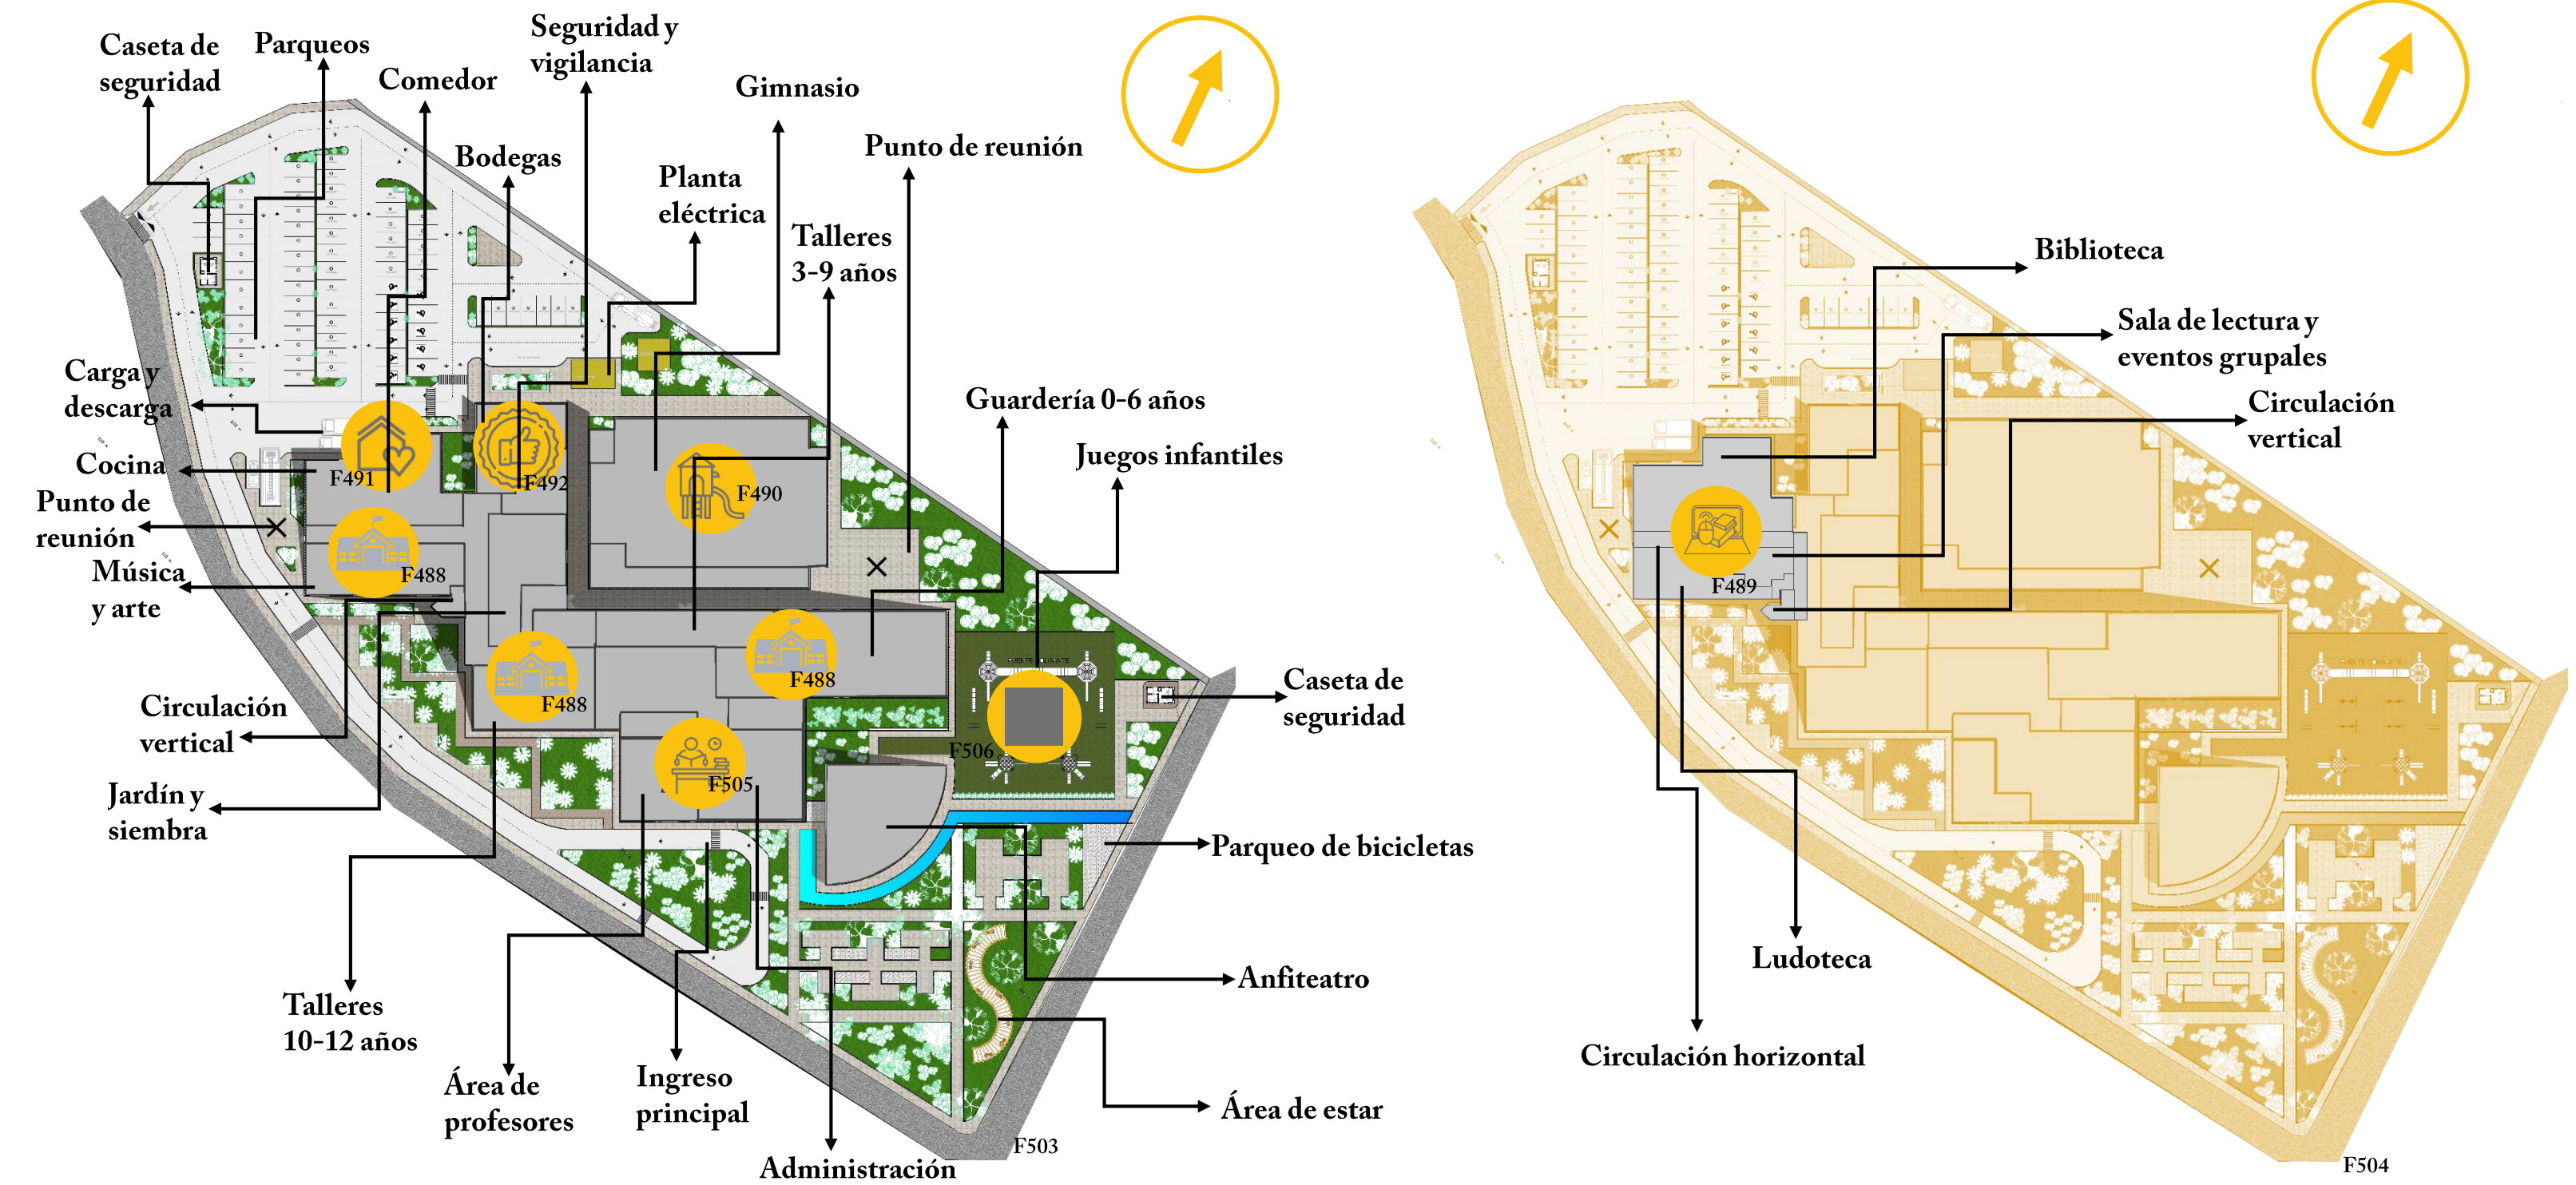 Caseta de
seguridad
Parqueos
Comedor
Seguridad y
vigilancia
Bodegas
Planta
eléctrica
Gimnasio
Talleres
3-9 años
Punto de reunión
Guardería 0-6 años
Juegos infantiles
Carga y
descarga
Cocina
Punto de
reunión
Música
y arte
F491
F492
F490
F488
F488
F488
F505
F506
PUENTE COLGANTE
Circulación
vertical
Jardín y
siembra
Talleres
10-12 años
Área de
profesores
Ingreso
principal
Administración
Caseta de
seguridad
Parqueo de bicicletas
Anfiteatro
Área de estar
F503
Biblioteca
Sala de lectura y
eventos grupales
Circulación
vertical
F489
Ludoteca
Circulación horizontal
F504